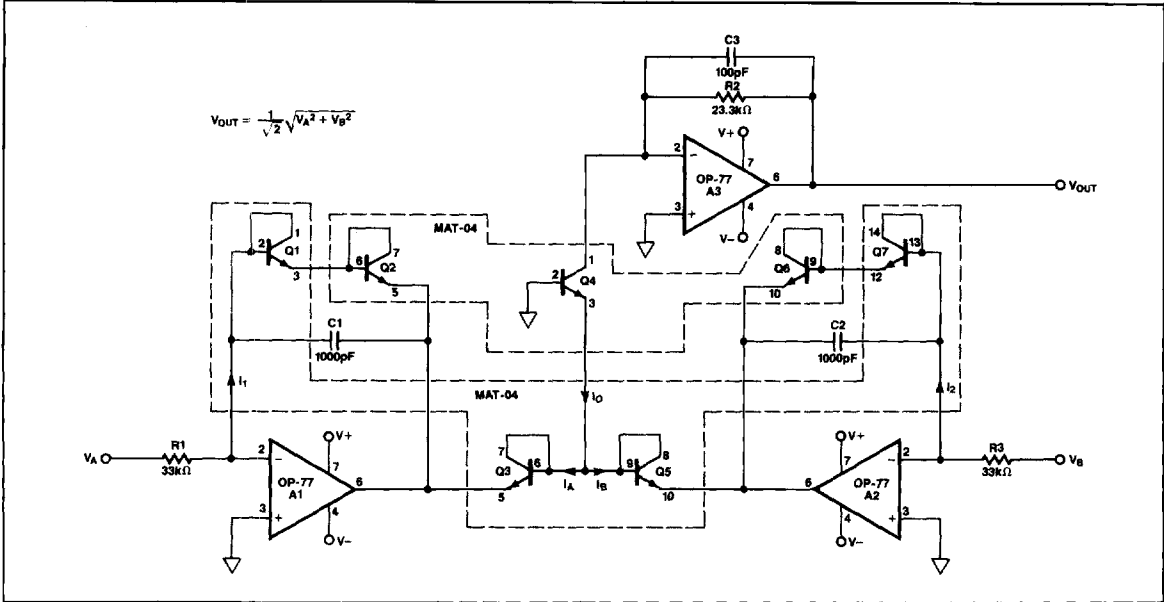 C3
100pF
R2
23.3kΩ
V_OUT = 1/√2 √V_A² + V_B²
V+
2
−
7
OP-77
A3
6
V_OUT
3
+
4
V−
MAT-04
1
2
Q1
3
7
6
Q2
5
1
2
Q4
3
8
9
Q6
10
14
13
Q7
12
C1
1000pF
C2
1000pF
I₁
MAT-04
I_O
I₂
V_A
R1
33kΩ
2
−
V+
7
OP-77
A1
6
3
+
4
V−
7
Q3
6
5
I_A
I_B
8
9
Q5
10
V+
7
2
−
OP-77
A2
6
3
+
4
V−
R3
33kΩ
V_B